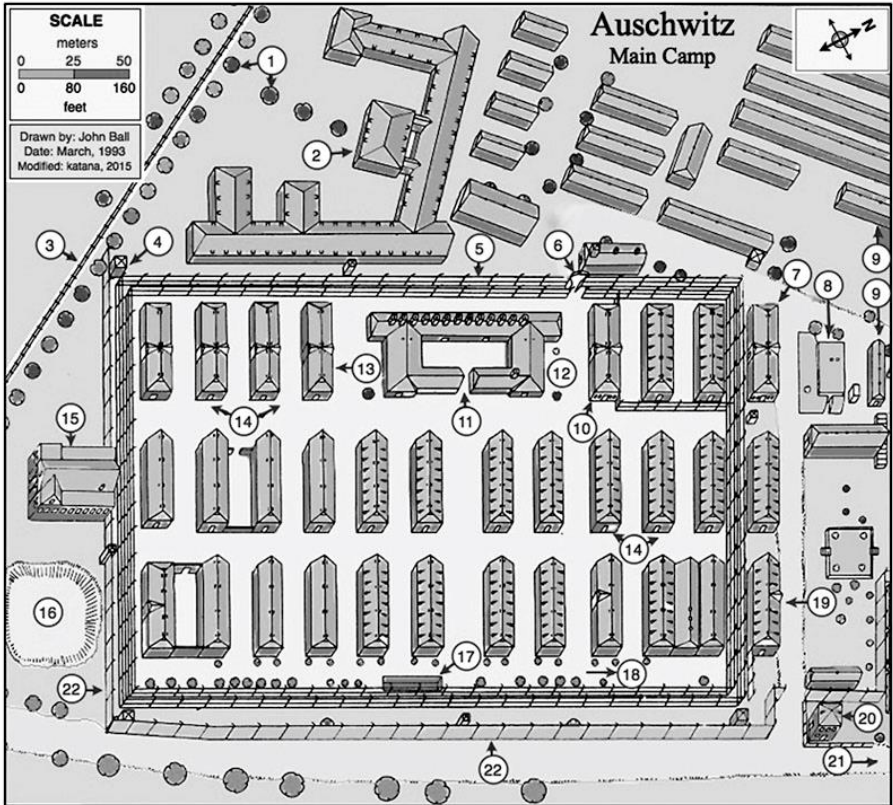 SCALE
meters
0 25 50
0 80 160
feet
Drawn by: John Ball
Date: March, 1993
Modified: katana, 2015
Auschwitz
Main Camp
N
1
2
3
4
5
6
7
8
9
9
10
11
12
13
14
14
15
16
17
18
19
20
21
22
22